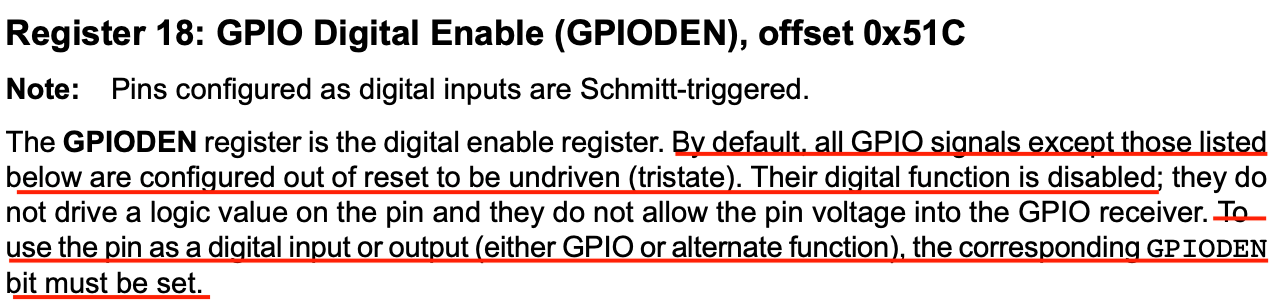 Register 18: GPIO Digital Enable (GPIODEN), offset 0x51C
Note: Pins configured as digital inputs are Schmitt-triggered.
The GPIODEN register is the digital enable register. By default, all GPIO signals except those listed
below are configured out of reset to be undriven (tristate). Their digital function is disabled; they do
not drive a logic value on the pin and they do not allow the pin voltage into the GPIO receiver. To
use the pin as a digital input or output (either GPIO or alternate function), the corresponding GPIODEN
bit must be set.